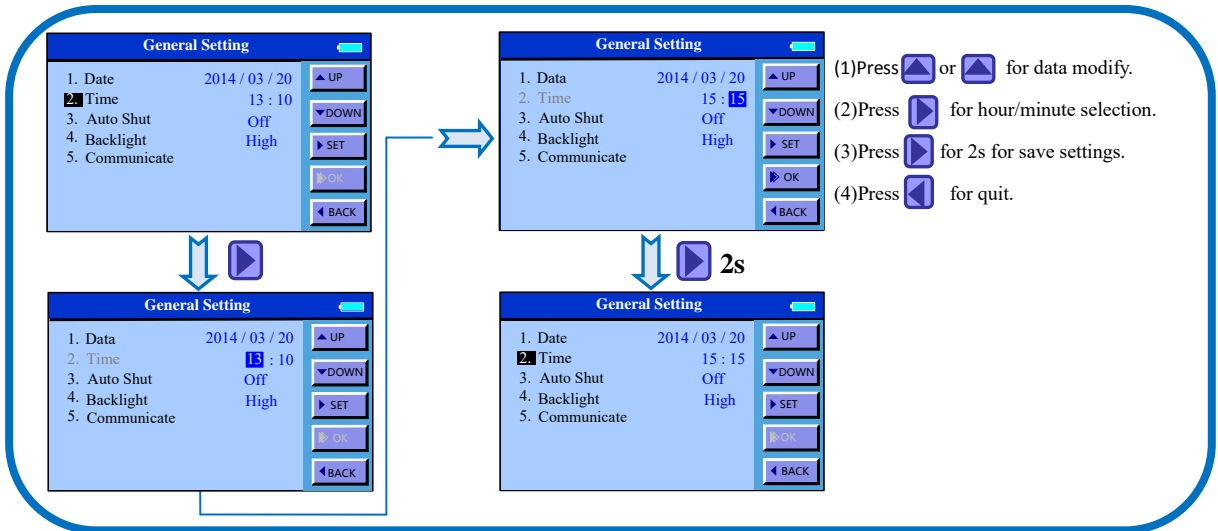 General Setting
1. Date 2014 / 03 / 20
2. Time 13 : 10
3. Auto Shut Off
4. Backlight High
5. Communicate
UP
DOWN
SET
OK
BACK
General Setting
1. Data 2014 / 03 / 20
2. Time 13 : 10
3. Auto Shut Off
4. Backlight High
5. Communicate
UP
DOWN
SET
OK
BACK
General Setting
1. Data 2014 / 03 / 20
2. Time 15 : 15
3. Auto Shut Off
4. Backlight High
5. Communicate
UP
DOWN
SET
OK
BACK
2s
General Setting
1. Date 2014 / 03 / 20
2. Time 15 : 15
3. Auto Shut Off
4. Backlight High
5. Communicate
UP
DOWN
SET
OK
BACK
(1)Press or for data modify.
(2)Press for hour/minute selection.
(3)Press for 2s for save settings.
(4)Press for quit.